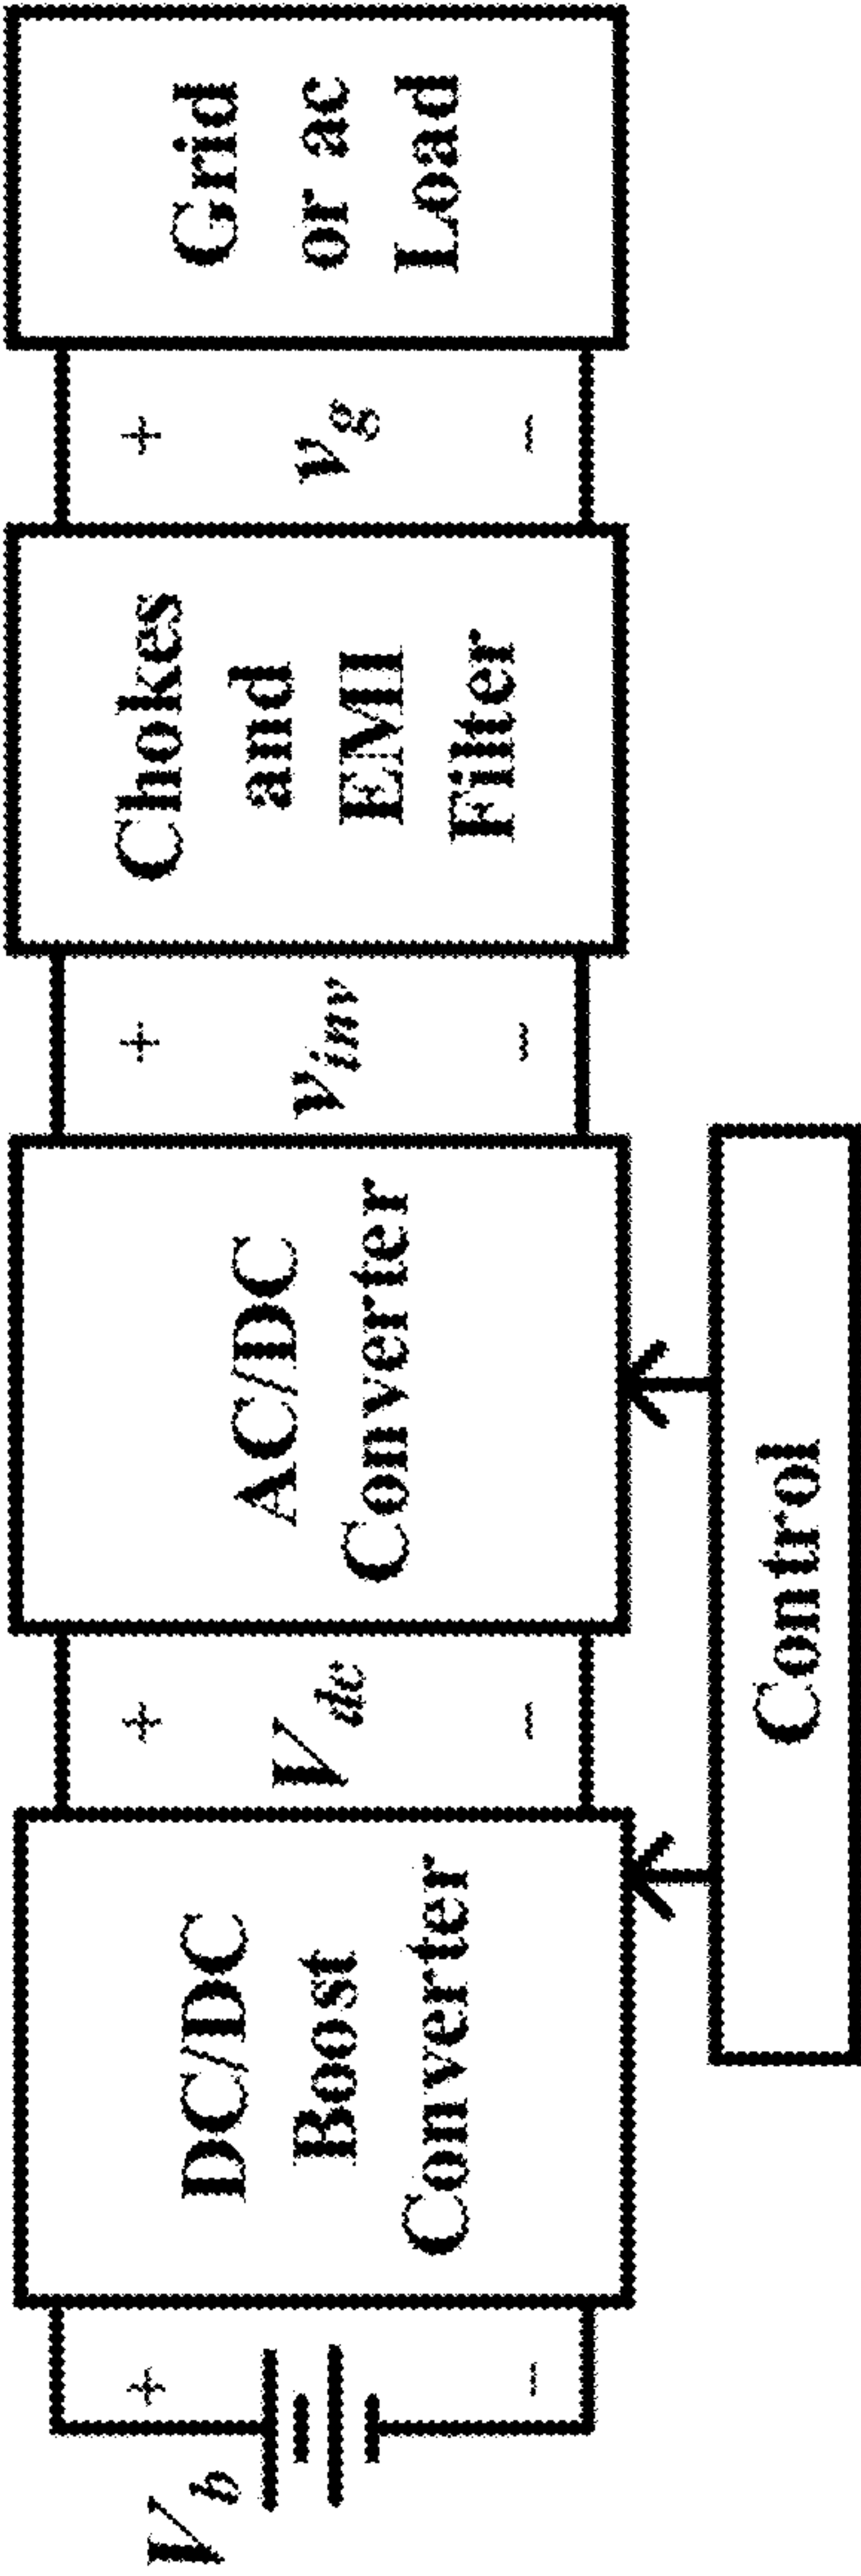 V_b
+
−
DC/DC
Boost
Converter
+
V_dc
−
AC/DC
Converter
+
v_inv
−
Chokes
and
EMI
Filter
+
v_g
−
Grid
or ac
Load
Control